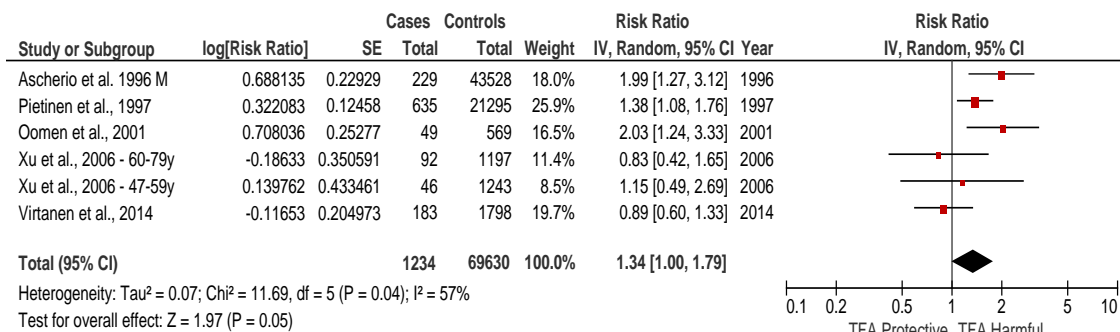 Cases Controls Risk Ratio Risk Ratio
Study or Subgroup log[Risk Ratio] SE Total Total Weight IV, Random, 95% CI Year IV, Random, 95% CI
Ascherio et al. 1996 M 0.688135 0.22929 229 43528 18.0% 1.99 [1.27, 3.12] 1996
Pietinen et al., 1997 0.322083 0.12458 635 21295 25.9% 1.38 [1.08, 1.76] 1997
Oomen et al., 2001 0.708036 0.25277 49 569 16.5% 2.03 [1.24, 3.33] 2001
Xu et al., 2006 - 60-79y -0.18633 0.350591 92 1197 11.4% 0.83 [0.42, 1.65] 2006
Xu et al., 2006 - 47-59y 0.139762 0.433461 46 1243 8.5% 1.15 [0.49, 2.69] 2006
Virtanen et al., 2014 -0.11653 0.204973 183 1798 19.7% 0.89 [0.60, 1.33] 2014
Total (95% CI) 1234 69630 100.0% 1.34 [1.00, 1.79]
Heterogeneity: Tau² = 0.07; Chi² = 11.69, df = 5 (P = 0.04); I² = 57%
Test for overall effect: Z = 1.97 (P = 0.05)
0.1 0.2 0.5 1 2 5 10
TFA Protective TFA Harmful